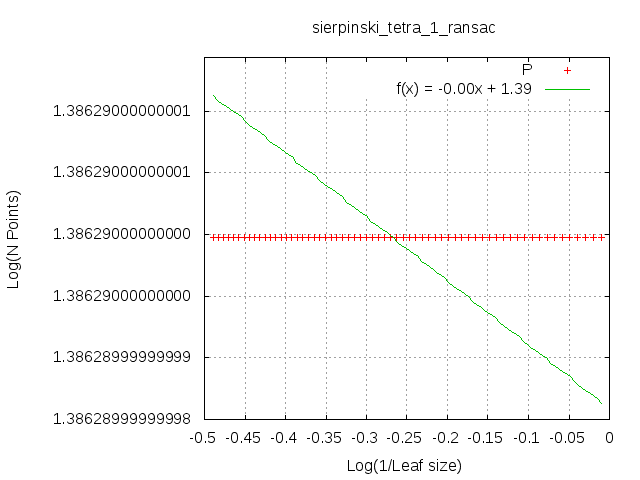 sierpinski_tetra_1_ransac
P
f(x) = -0.00x + 1.39
1.38629000000001
1.38629000000001
1.38629000000000
1.38629000000000
1.38628999999999
1.38628999999998
-0.5 -0.45 -0.4 -0.35 -0.3 -0.25 -0.2 -0.15 -0.1 -0.05 0
Log(1/Leaf size)
Log(N Points)